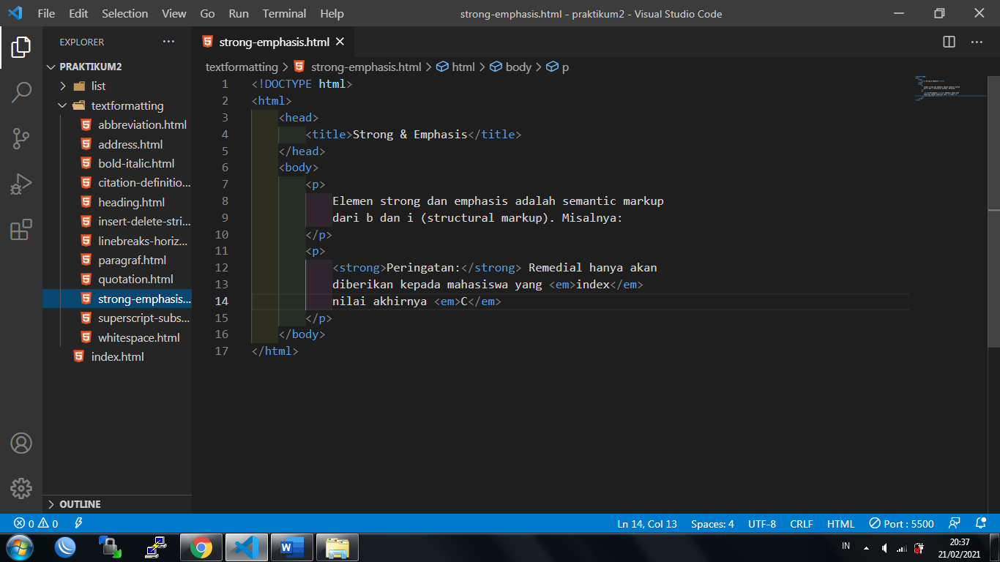 File Edit Selection View Go Run Terminal Help
strong-emphasis.html - praktikum2 - Visual Studio Code
EXPLORER
PRAKTIKUM2
list
textformatting
abbreviation.html
address.html
bold-italic.html
citation-definitio...
heading.html
insert-delete-stri...
linebreaks-horiz...
paragraf.html
quotation.html
strong-emphasis...
superscript-subs...
whitespace.html
index.html
OUTLINE
strong-emphasis.html
textformatting > strong-emphasis.html > html > body > p
1 <!DOCTYPE html>
2 <html>
3 <head>
4 <title>Strong & Emphasis</title>
5 </head>
6 <body>
7 <p>
8 Elemen strong dan emphasis adalah semantic markup
9 dari b dan i (structural markup). Misalnya:
10 </p>
11 <p>
12 <strong>Peringatan:</strong> Remedial hanya akan
13 diberikan kepada mahasiswa yang <em>index</em>
14 nilai akhirnya <em>C</em>
15 </p>
16 </body>
17 </html>
0 0
Ln 14, Col 13 Spaces: 4 UTF-8 CRLF HTML Port : 5500
IN
20:37
21/02/2021